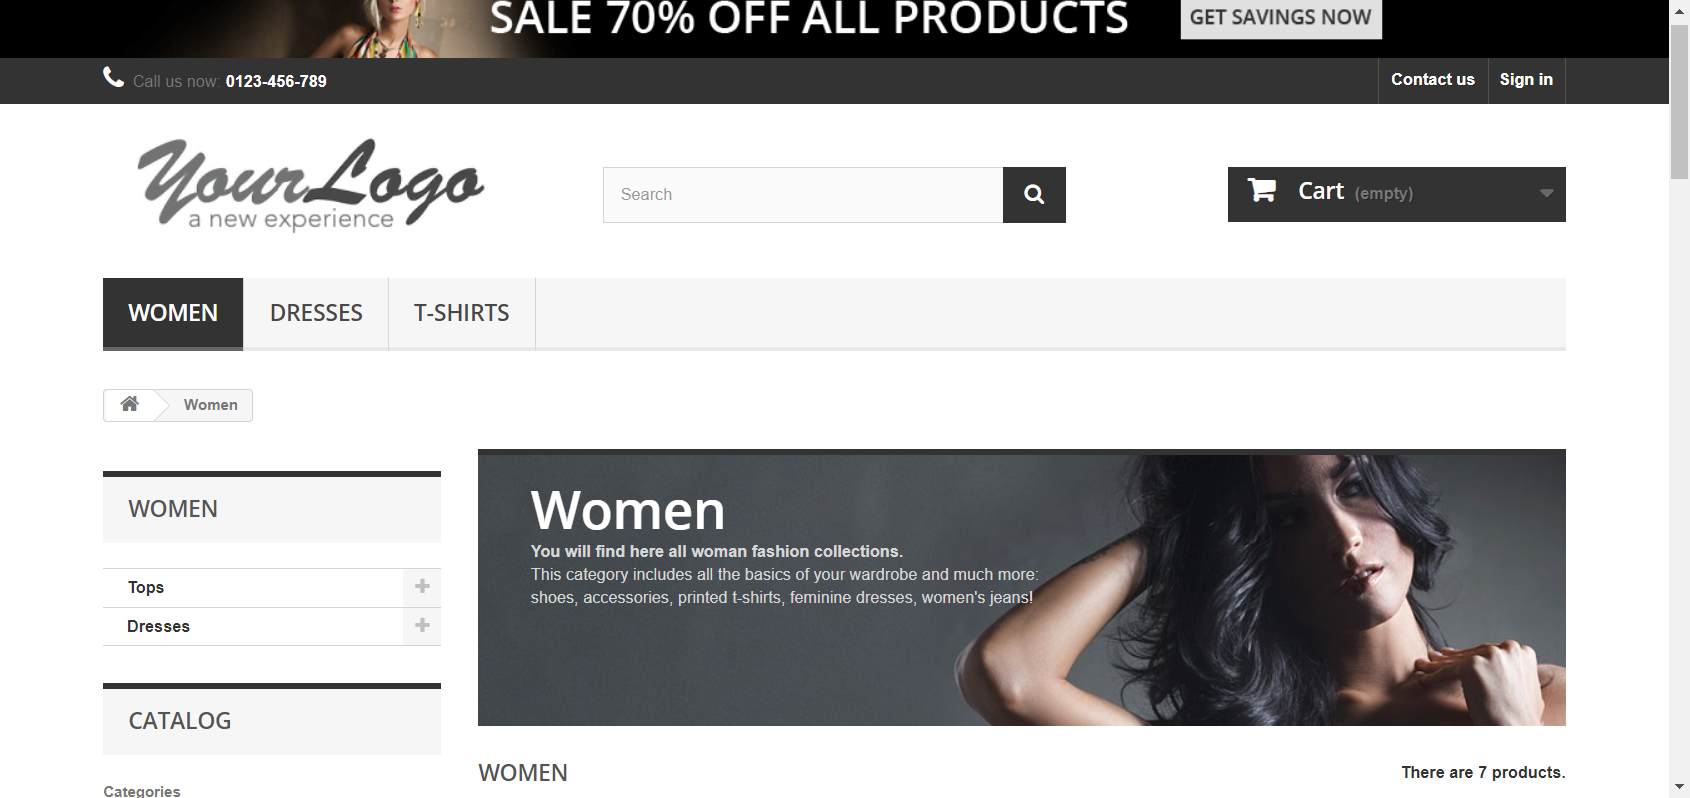 SALE 70% OFF ALL PRODUCTS
GET SAVINGS NOW
Call us now: 0123-456-789
Contact us
Sign in
Your Logo
a new experience
Search
Cart (empty)
WOMEN
DRESSES
T-SHIRTS
Women
WOMEN
Tops
Dresses
CATALOG
Categories
Women
You will find here all woman fashion collections.
This category includes all the basics of your wardrobe and much more:
shoes, accessories, printed t-shirts, feminine dresses, women's jeans!
WOMEN
There are 7 products.